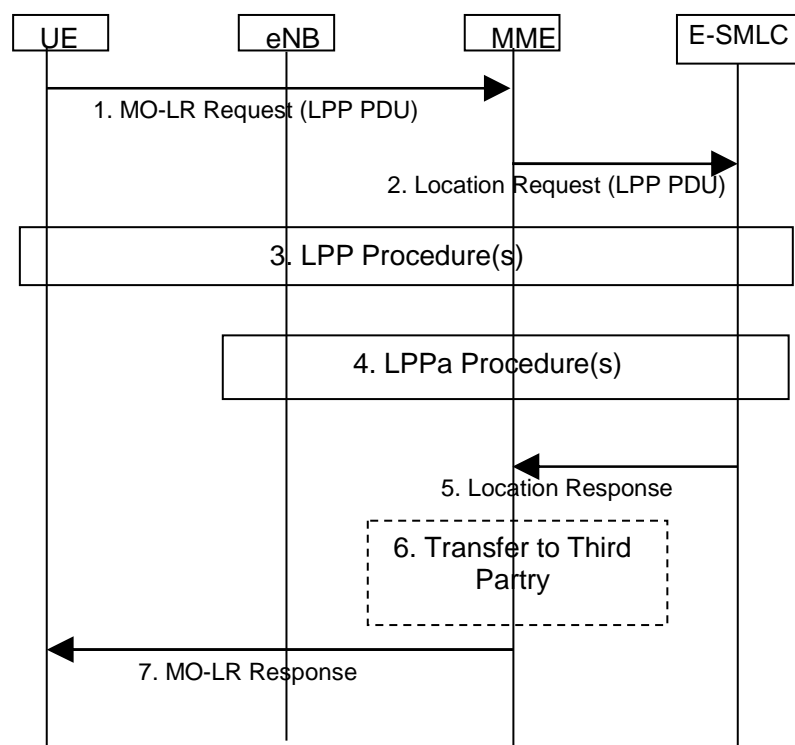 UE
eNB
MME
E-SMLC
1. MO-LR Request (LPP PDU)
2. Location Request (LPP PDU)
3. LPP Procedure(s)
4. LPPa Procedure(s)
5. Location Response
6. Transfer to Third
Partry
7. MO-LR Response